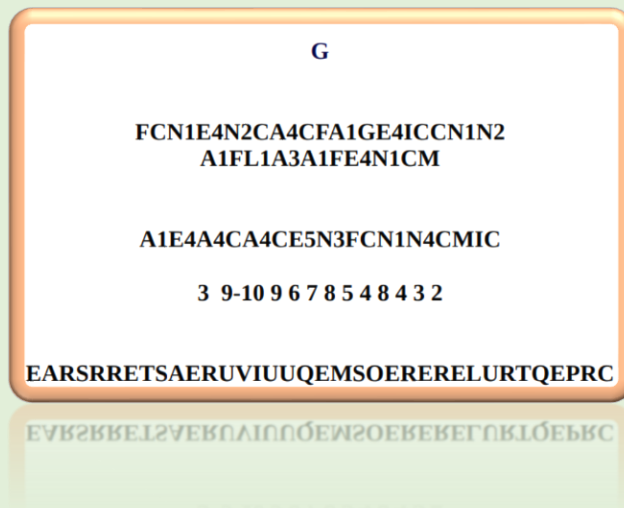 G
FCN1E4N2CA4CFA1GE4ICCN1N2
A1FL1A3A1FE4N1CM
A1E4A4CA4CE5N3FCN1N4CMIC
3 9-10 9 6 7 8 5 4 8 4 3 2
EARSRRETSAERUVIUUQEMSOERERELURTQEPRC